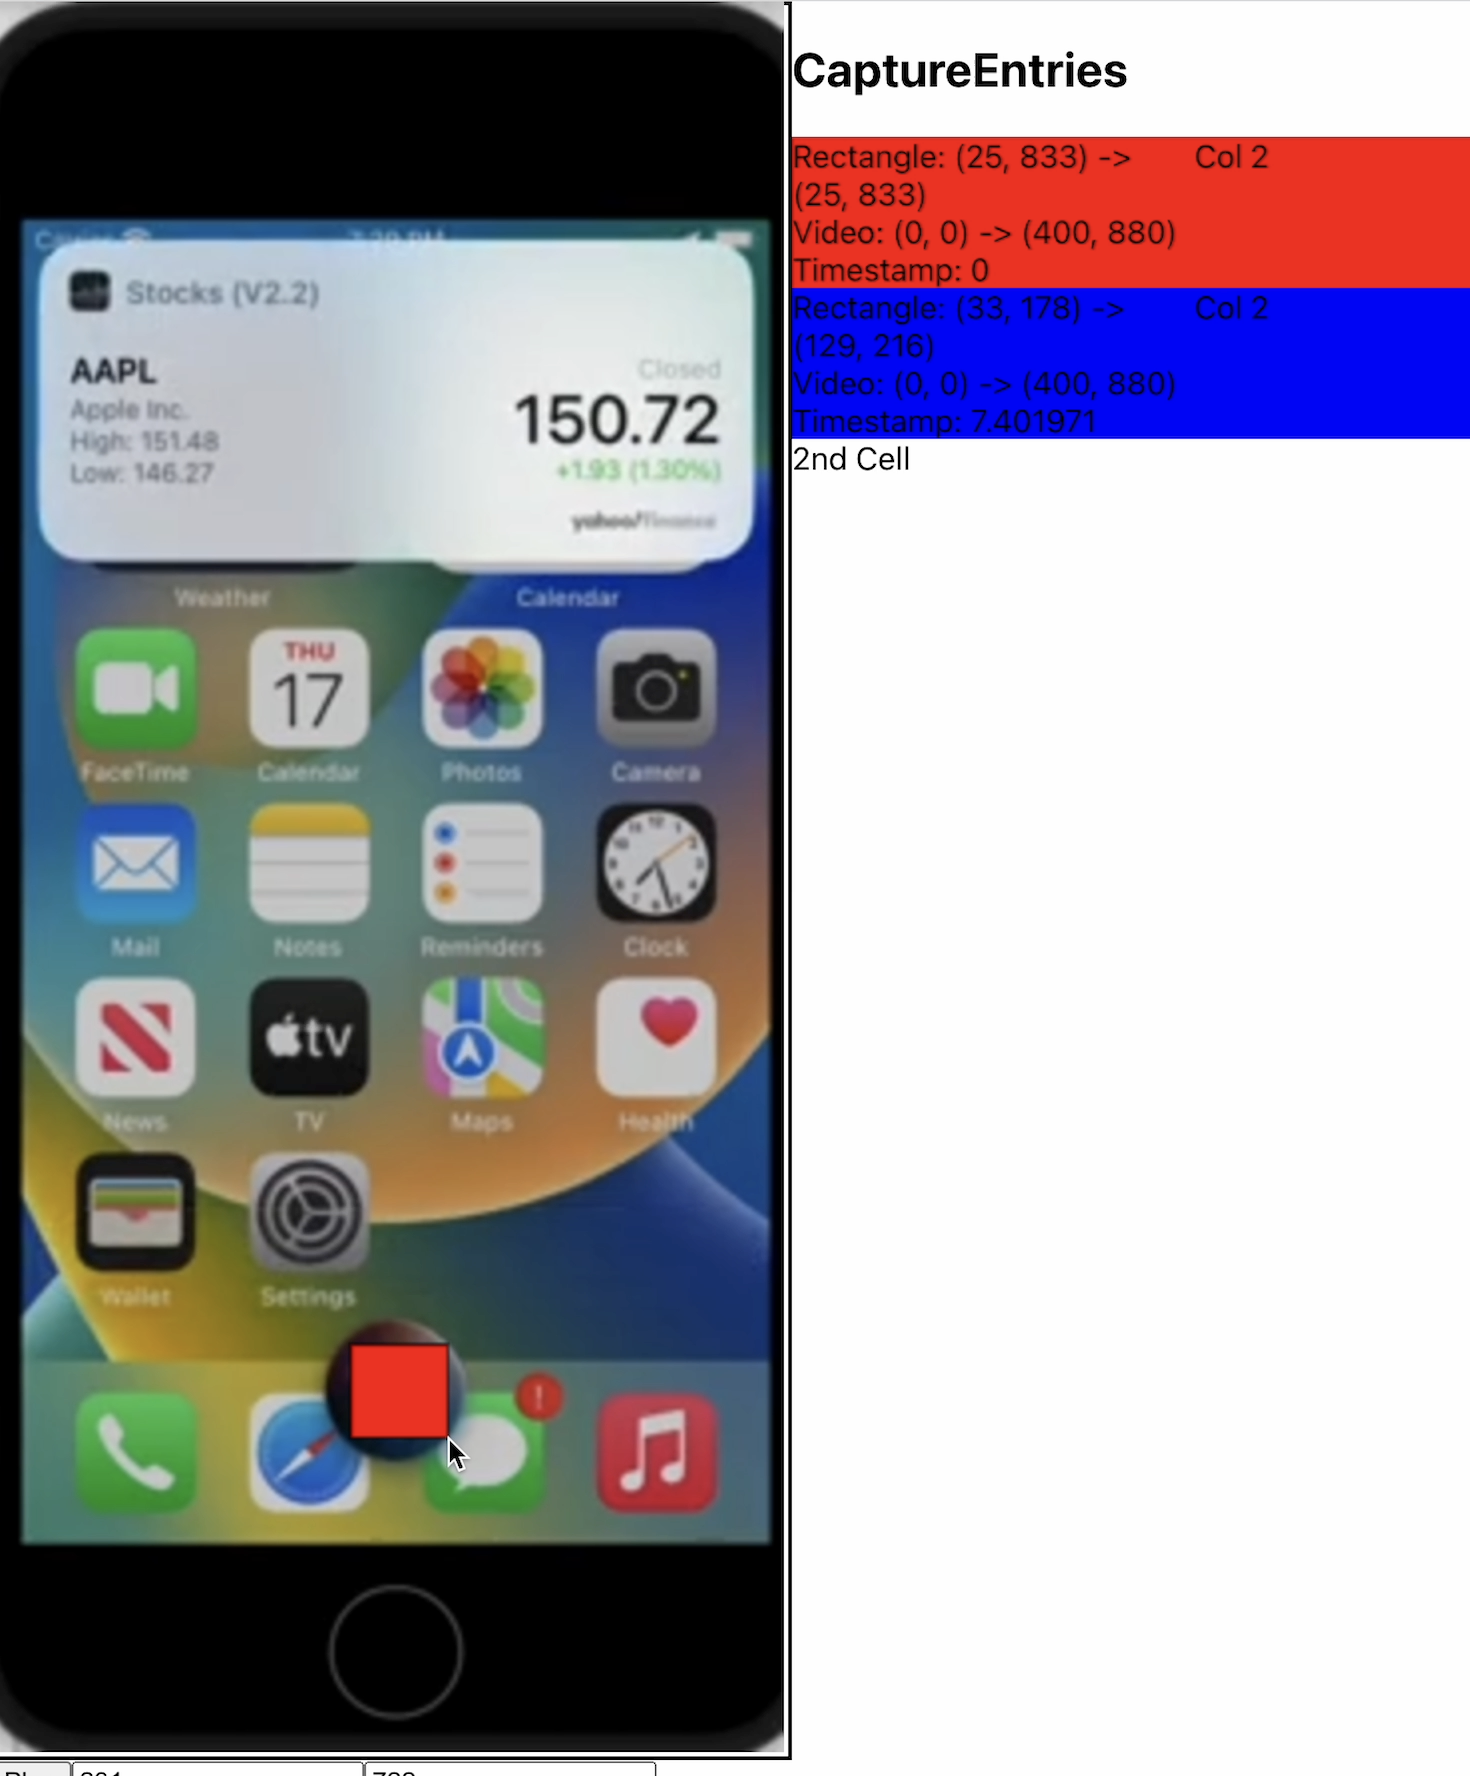 CaptureEntries
Rectangle: (25, 833) -> Col 2
(25, 833)
Video: (0, 0) -> (400, 880)
Timestamp: 0
Rectangle: (33, 178) -> Col 2
(129, 216)
Video: (0, 0) -> (400, 880)
Timestamp: 7.401971
2nd Cell
Stocks (V2.2)
AAPL
Closed
Apple Inc.
150.72
High: 151.48
Low: 146.27
+1.93 (1.30%)
yahoo!finance
Weather Calendar
THU
17
FaceTime Calendar Photos Camera
Mail Notes Reminders Clock
tv
News TV Maps Health
Wallet Settings
!